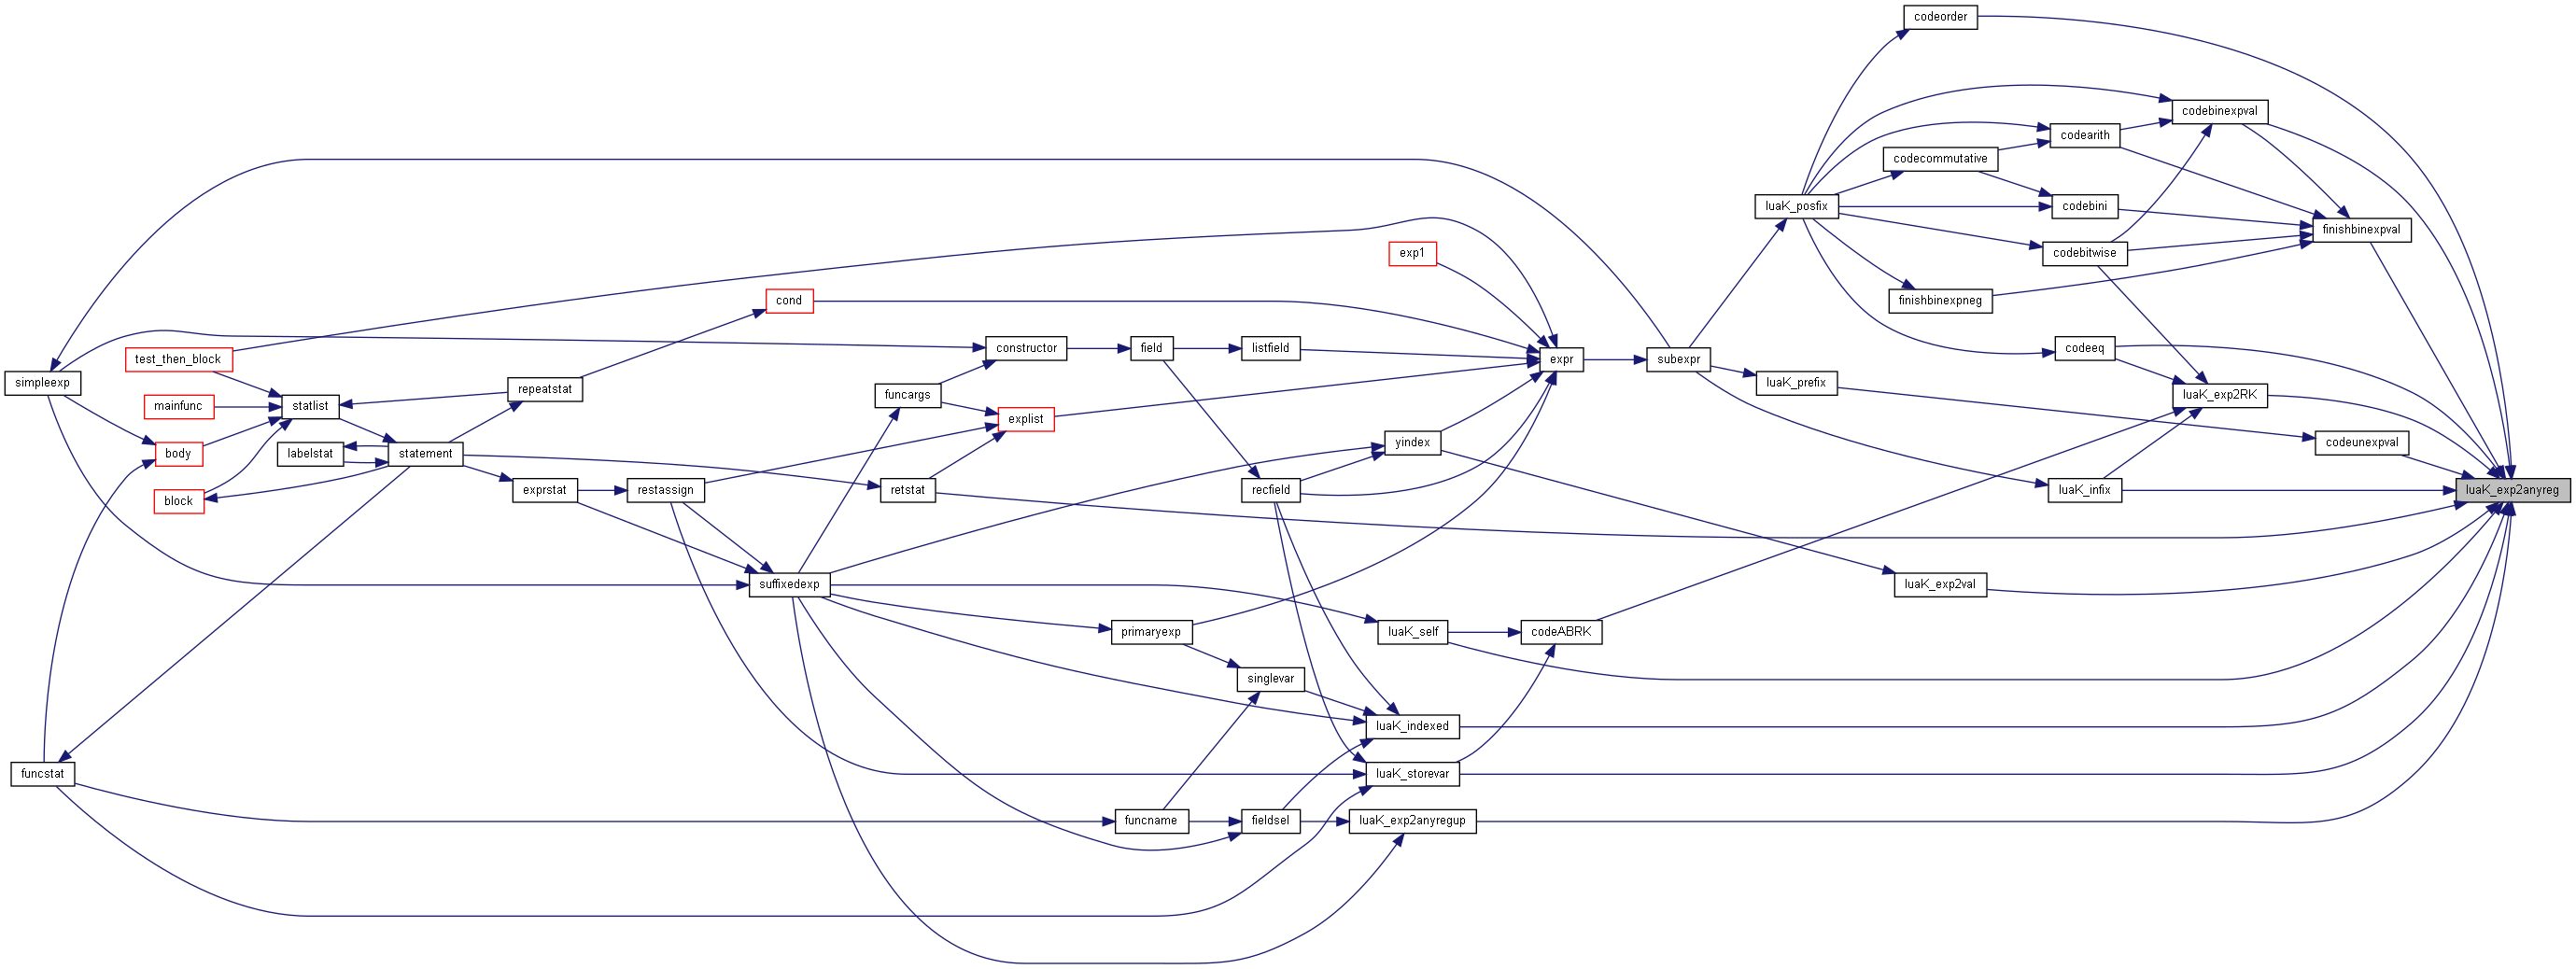 codeorder
codebinexpval
codearith
codecommutative
luaK_posfix
codebini
finishbinexpval
codebitwise
exp1
cond
finishbinexpneg
constructor
field
listfield
codeeq
test_then_block
expr
subexpr
simpleexp
luaK_prefix
repeatstat
funcargs
luaK_exp2RK
mainfunc
statlist
explist
yindex
codeunexpval
body
labelstat
statement
block
exprstat
restassign
retstat
recfield
luaK_infix
luaK_exp2anyreg
suffixedexp
luaK_exp2val
primaryexp
luaK_self
codeABRK
singlevar
luaK_indexed
funcstat
luaK_storevar
funcname
fieldsel
luaK_exp2anyregup